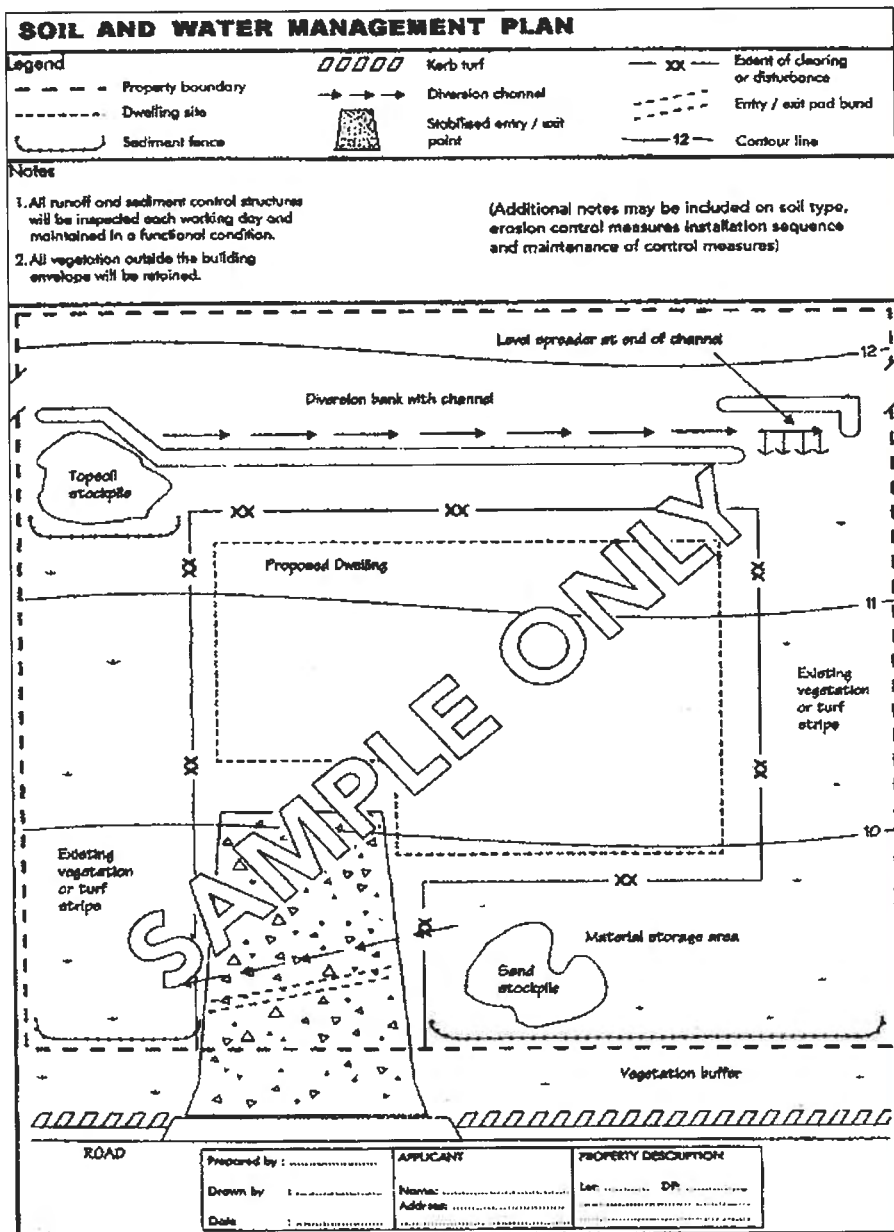 SOIL AND WATER MANAGEMENT PLAN
Legend
Property boundary
Dwelling site
Sediment fence
Kerb turf
Diversion channel
Stabilised entry / exit
point
XX
Extent of clearing
or disturbance
Entry / exit pad bund
12
Contour line
Notes
1. All runoff and sediment control structures
will be inspected each working day and
maintained in a functional condition.
2. All vegetation outside the building
envelope will be retained.
(Additional notes may be included on soil type,
erosion control measures installation sequence
and maintenance of control measures)
Level spreader at end of channel
12
Diversion bank with channel
Topsoil
stockpile
XX
XX
XX
XX
Proposed Dwelling
11
Existing
vegetation
or turf
stripe
XX
XX
SAMPLE ONLY
10
Existing
vegetation
or turf
stripe
XX
XX
Material storage area
Sand
stockpile
Vegetation buffer
ROAD
Prepared by :
Drawn by :
Date :
APPLICANT
Name:
Address:
PROPERTY DESCRIPTION
Lot DP